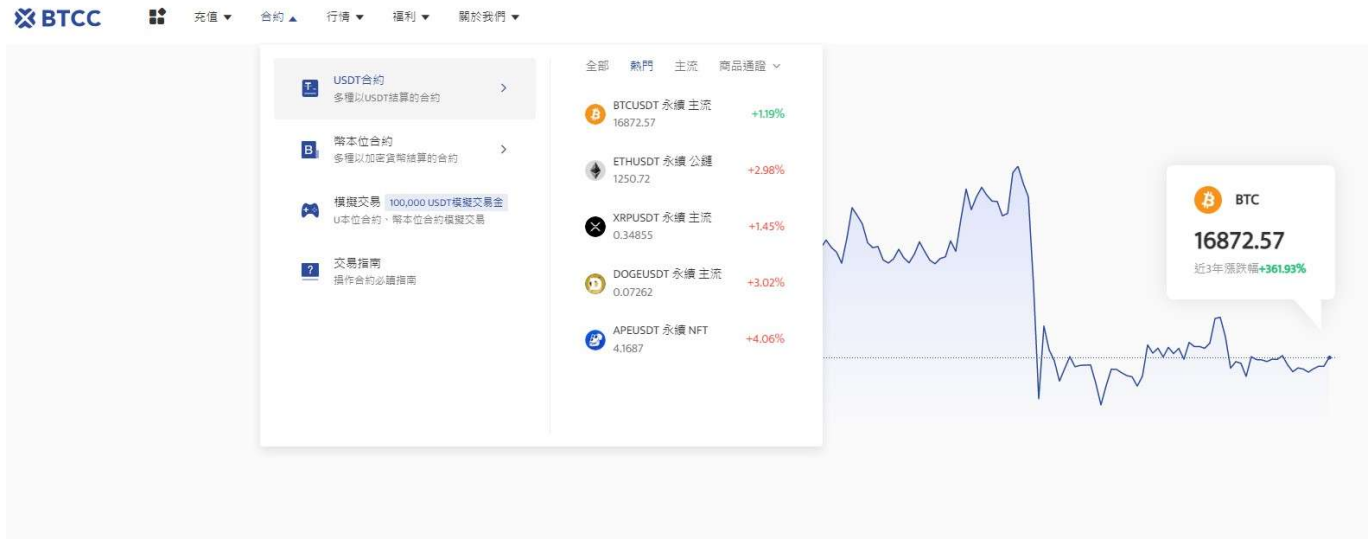 BTCC
充值 ▼ 合約 ▲ 行情 ▼ 福利 ▼ 關於我們 ▼
USDT合約
多種以USDT結算的合約
幣本位合約
多種以加密貨幣結算的合約
模擬交易 100,000 USDT模擬交易金
U本位合約、幣本位合約模擬交易
交易指南
操作合約必讀指南
全部 熱門 主流 商品通證
BTCUSDT 永續 主流
16872.57
+1.19%
ETHUSDT 永續 公鏈
1250.72
+2.98%
XRPUSDT 永續 主流
0.34855
+1.45%
DOGEUSDT 永續 主流
0.07262
+3.02%
APEUSDT 永續 NFT
4.1687
+4.06%
BTC
16872.57
近3年漲跌幅+361.93%